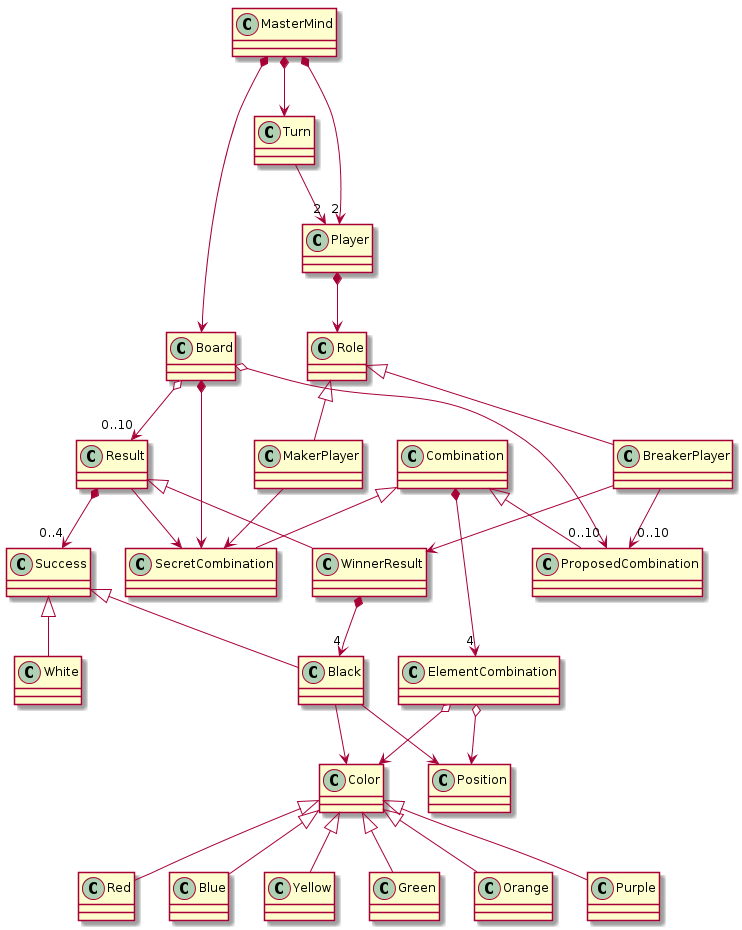 C MasterMind
C Turn
2 2
C Player
C Board
C Role
0..10
C Result
C MakerPlayer
C Combination
C BreakerPlayer
0..4
0..10
0..10
C Success
C SecretCombination
C WinnerResult
C ProposedCombination
4
4
C White
C Black
C ElementCombination
C Color
C Position
C Red
C Blue
C Yellow
C Green
C Orange
C Purple